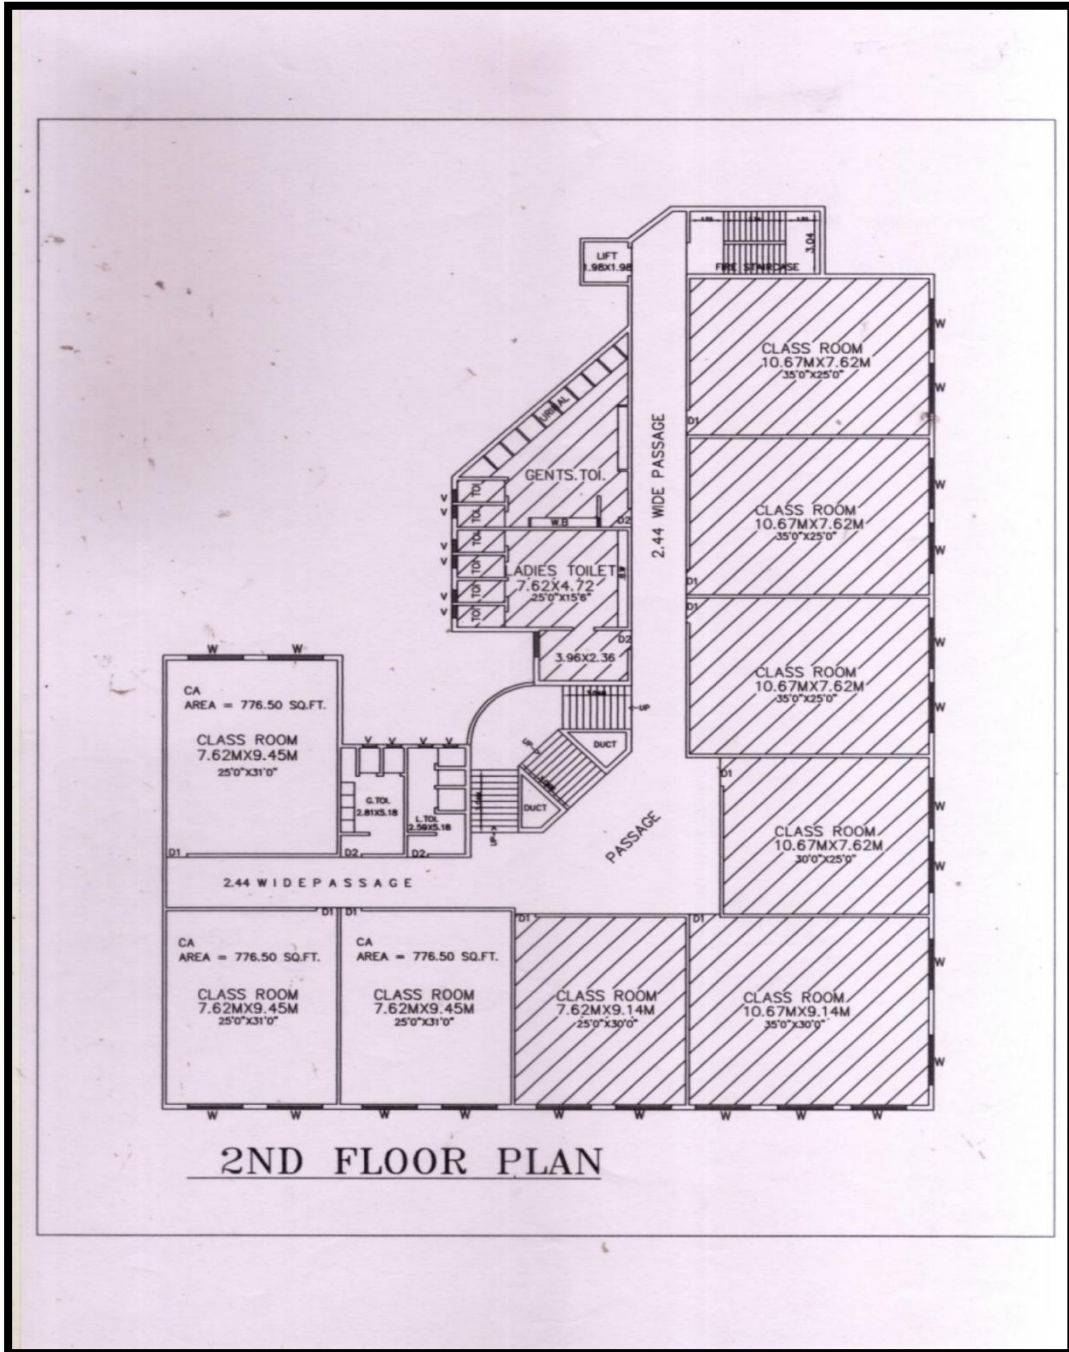 LIFT
1.98X1.98
3.04
FIRE STAIRCASE
CLASS ROOM
10.67MX7.62M
35'0"X25'0"
W
W
D1
URINAL
2.44 WIDE PASSAGE
GENTS.TOI.
TOI
TOI
V
V
W.B
D2
CLASS ROOM
10.67MX7.62M
35'0"X25'0"
W
W
D1
TOI
TOI
TOI
TOI
V
V
V
V
LADIES TOILET
7.62X4.72
25'0"X15'6"
W.B
D2
3.96X2.36
D1
CLASS ROOM
10.67MX7.62M
35'0"X25'0"
W
W
W
W
CA
AREA = 776.50 SQ.FT.
CLASS ROOM
7.62MX9.45M
25'0"X31'0"
D1
V
V
V
V
G.TOI.
2.81X5.18
D2
L.TOI.
2.59X5.18
D2
UP
UP
DUCT
DUCT
PASSAGE
D1
CLASS ROOM
10.67MX7.62M
30'0"X25'0"
W
W
2.44 WIDE PASSAGE
D1
D1
D1
D1
CA
AREA = 776.50 SQ.FT.
CLASS ROOM
7.62MX9.45M
25'0"X31'0"
CA
AREA = 776.50 SQ.FT.
CLASS ROOM
7.62MX9.45M
25'0"X31'0"
CLASS ROOM
7.62MX9.14M
25'0"X30'0"
CLASS ROOM
10.67MX9.14M
35'0"X30'0"
W
W
W
W
W
W
W
W
W
W
W
2ND FLOOR PLAN